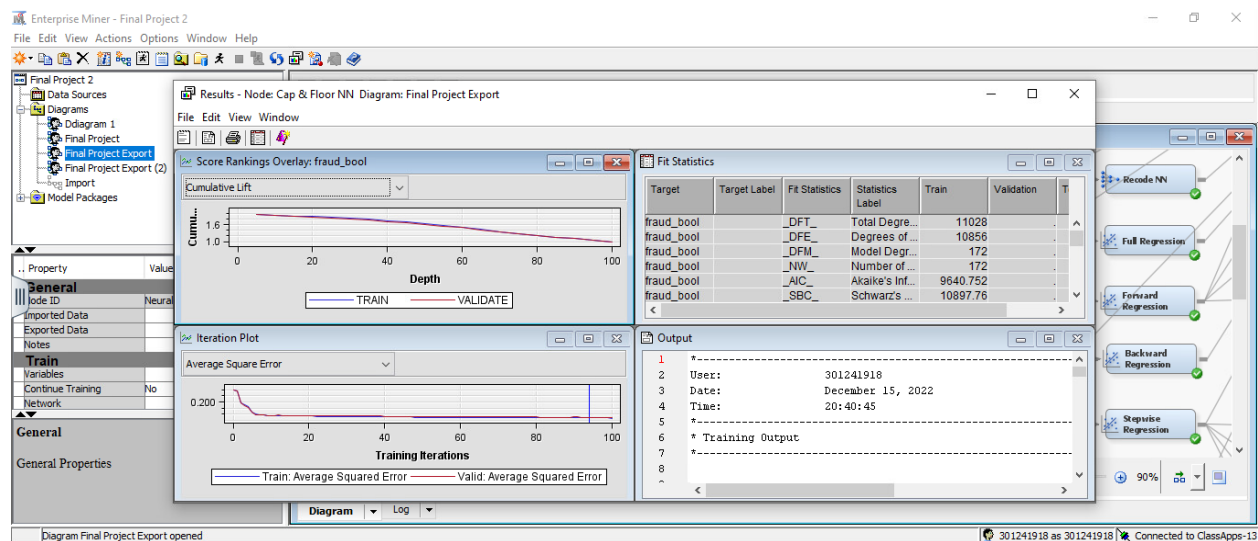 Enterprise Miner - Final Project 2
File Edit View Actions Options Window Help
Final Project 2
Data Sources
Diagrams
Ddiagram 1
Final Project
Final Project Export
Final Project Export (2)
Import
Model Packages
.. Property Value
General
Node ID Neural
Imported Data
Exported Data
Notes
Train
Variables
Continue Training No
Network
General
General Properties
Results - Node: Cap & Floor NN Diagram: Final Project Export
File Edit View Window
Score Rankings Overlay: fraud_bool
Cumulative Lift
Cumu...
1.6
1.0
0 20 40 60 80 100
Depth
TRAIN VALIDATE
Fit Statistics
Target Target Label Fit Statistics Statistics Label Train Validation T
fraud_bool _DFT_ Total Degre... 11028 .
fraud_bool _DFE_ Degrees of ... 10856 .
fraud_bool _DFM_ Model Degr... 172 .
fraud_bool _NW_ Number of ... 172 .
fraud_bool _AIC_ Akaike's Inf... 9640.752 .
fraud_bool _SBC_ Schwarz's ... 10897.76 .
Iteration Plot
Average Square Error
0.200
0 20 40 60 80 100
Training Iterations
Train: Average Squared Error Valid: Average Squared Error
Output
1 *------------------------------------------------------------
2 User: 301241918
3 Date: December 15, 2022
4 Time: 20:40:45
5 *------------------------------------------------------------
6 * Training Output
7 *------------------------------------------------------------
8
Recode NN
Full Regression
Forward Regression
Backward Regression
Stepwise Regression
90%
Diagram Log
Diagram Final Project Export opened
301241918 as 301241918 Connected to ClassApps-13